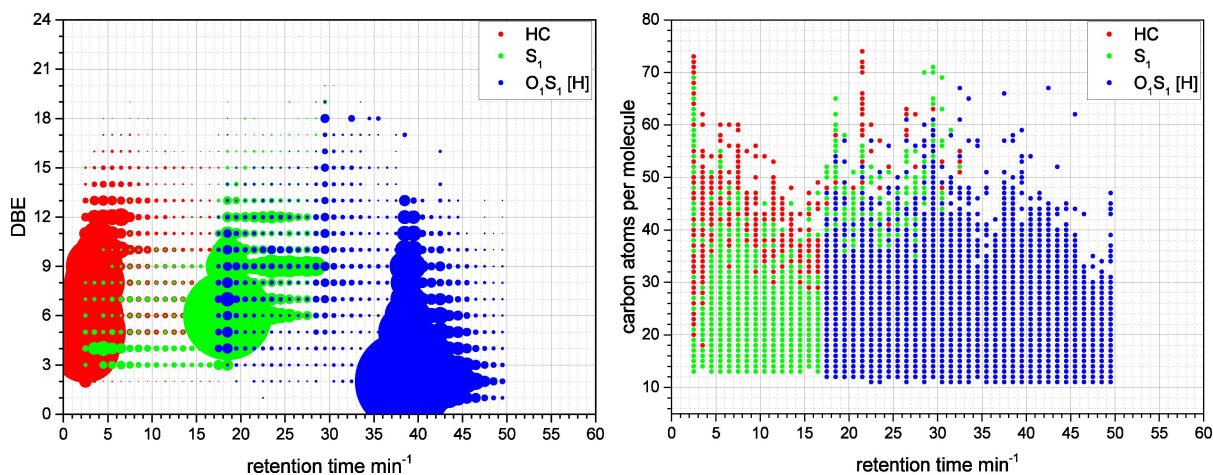 24
21
18
15
12
9
6
3
0
DBE
0 5 10 15 20 25 30 35 40 45 50 55 60
retention time min⁻¹
HC
S₁
O₁S₁ [H]
80
70
60
50
40
30
20
10
carbon atoms per molecule
0 5 10 15 20 25 30 35 40 45 50 55 60
retention time min⁻¹
HC
S₁
O₁S₁ [H]